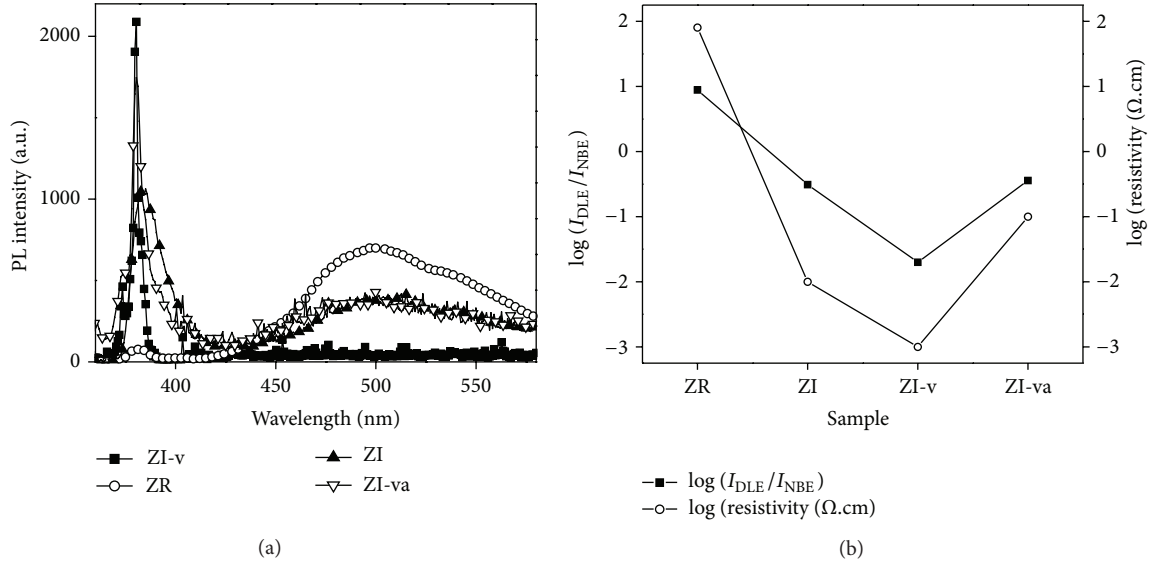 2000
1000
0
PL intensity (a.u.)
400
450
500
550
Wavelength (nm)
ZI-v
ZI
ZR
ZI-va
(a)
2
1
0
−1
−2
−3
log (I_DLE/I_NBE)
2
1
0
−1
−2
−3
log (resistivity (Ω.cm)
ZR
ZI
ZI-v
ZI-va
Sample
log (I_DLE/I_NBE)
log (resistivity (Ω.cm)
(b)